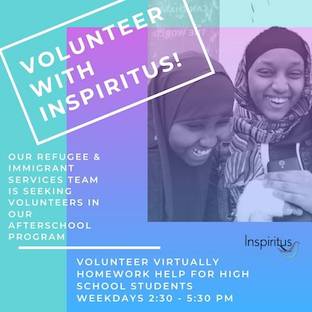 VOLUNTEER
WITH
INSPIRITUS!
OUR REFUGEE &
IMMIGRANT
SERVICES TEAM
IS SEEKING
VOLUNTEERS IN
OUR
AFTERSCHOOL
PROGRAM
Inspiritus
VOLUNTEER VIRTUALLY
HOMEWORK HELP FOR HIGH
SCHOOL STUDENTS
WEEKDAYS 2:30 - 5:30 PM